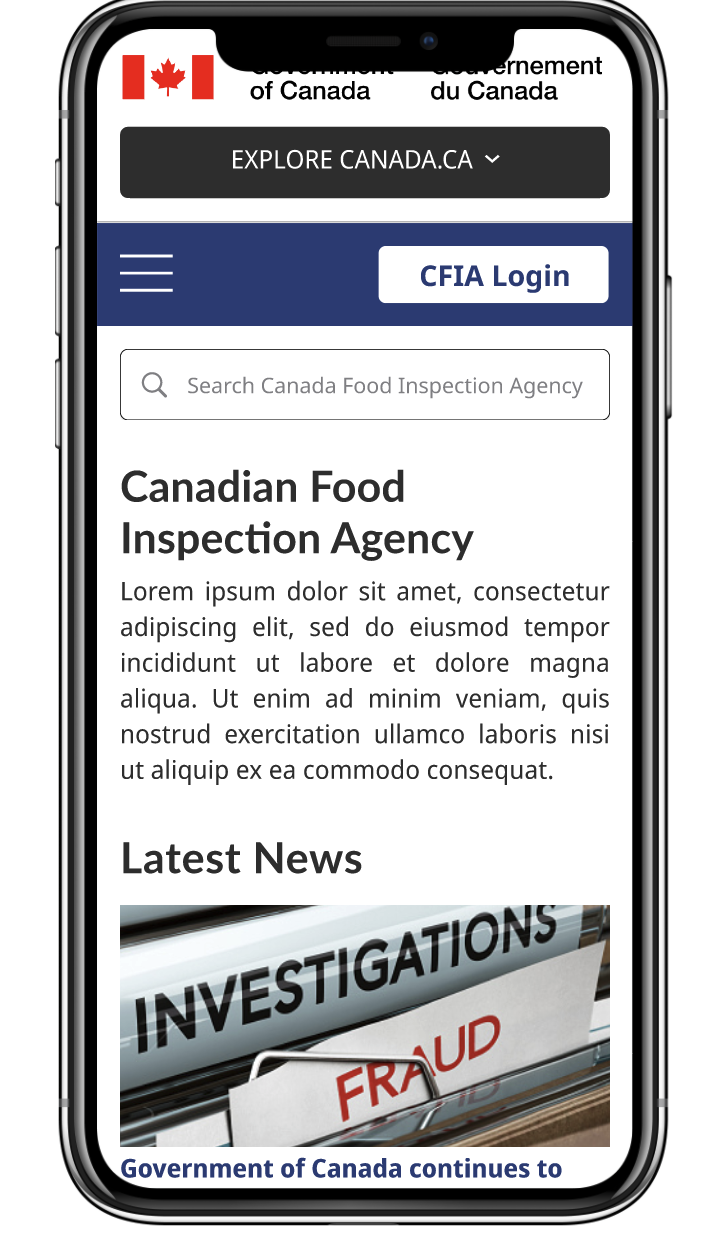 Government
of Canada
Gouvernement
du Canada
EXPLORE CANADA.CA
CFIA Login
Search Canada Food Inspection Agency
Canadian Food
Inspection Agency
Lorem ipsum dolor sit amet, consectetur
adipiscing elit, sed do eiusmod tempor
incididunt ut labore et dolore magna
aliqua. Ut enim ad minim veniam, quis
nostrud exercitation ullamco laboris nisi
ut aliquip ex ea commodo consequat.
Latest News
INVESTIGATIONS
FRAUD
Government of Canada continues to